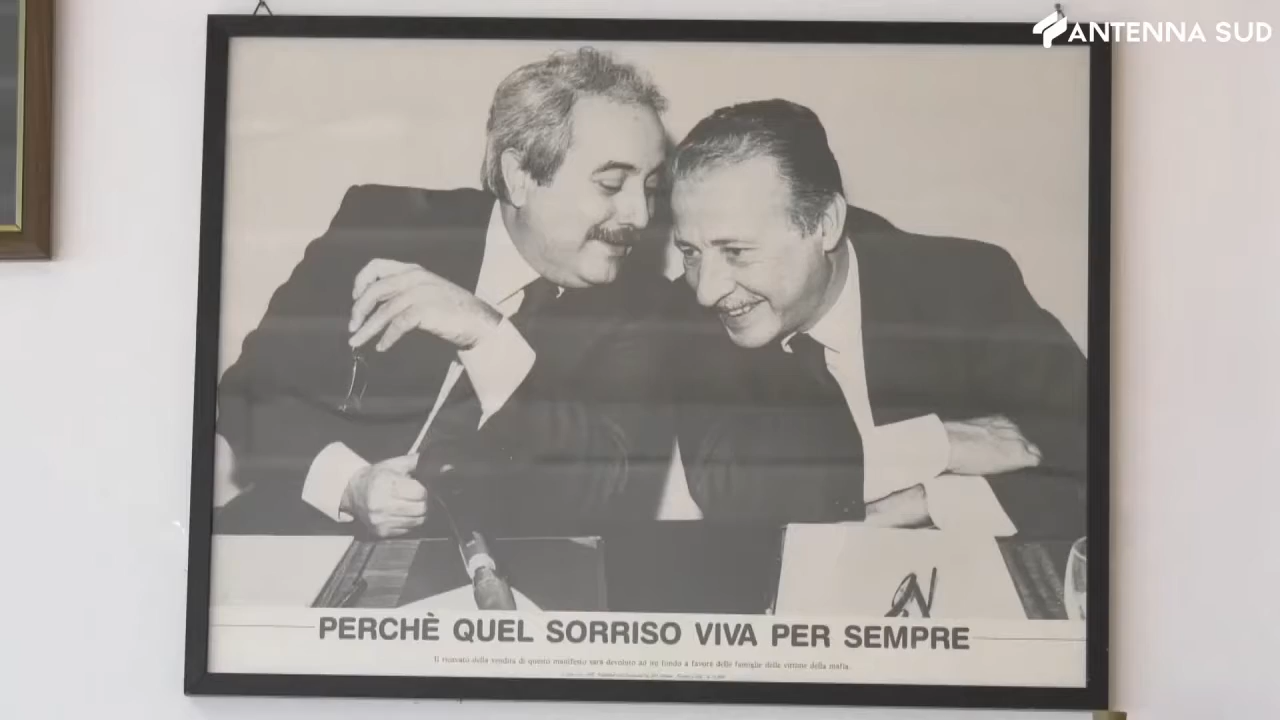 ANTENNA SUD
PERCHÈ QUEL SORRISO VIVA PER SEMPRE
Il ricavato della vendita di questo manifesto sarà devoluto ad un fondo a favore delle famiglie delle vittime della mafia.